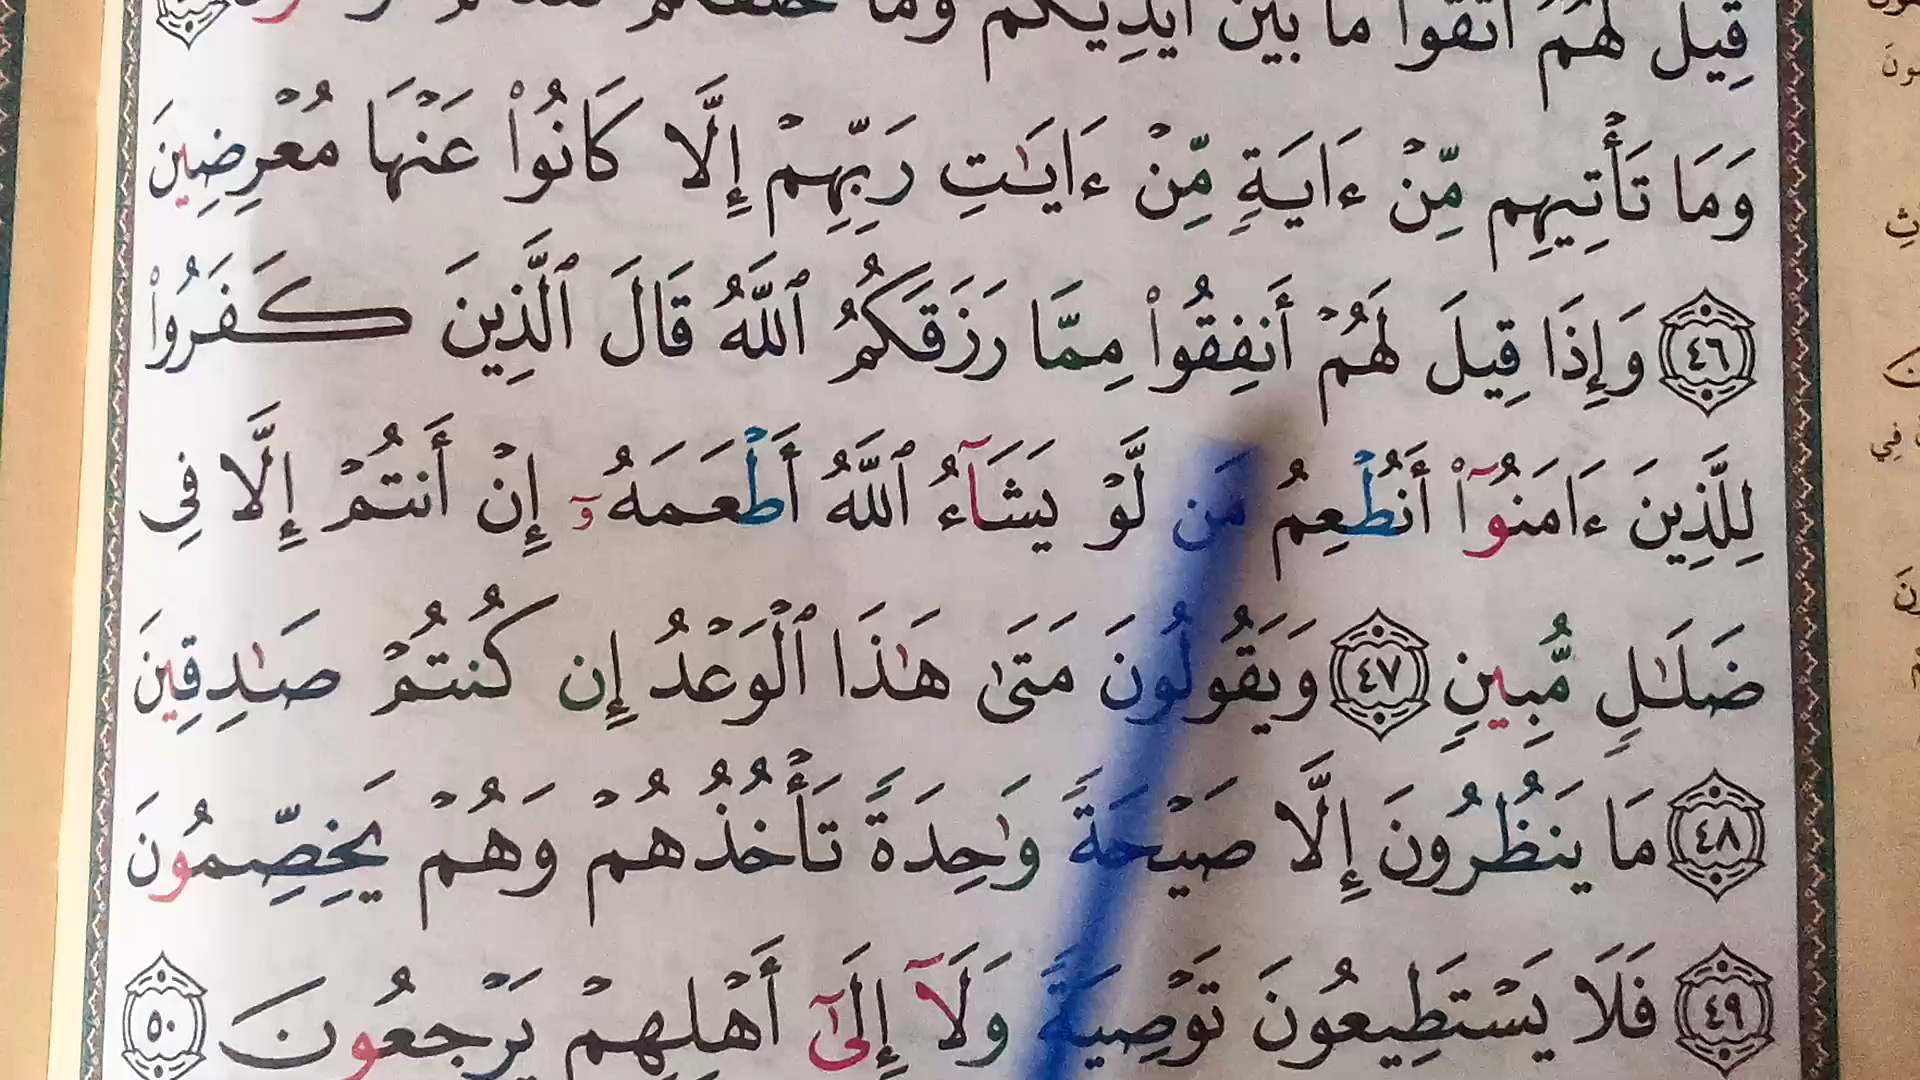 قِيلَ لَهُمُ ٱتَّقُوا۟ مَا بَيْنَ أَيْدِيكُمْ وَمَا خَلْفَكُمْ
وَمَا تَأْتِيهِم مِّنْ ءَايَةٍ مِّنْ ءَايَٰتِ رَبِّهِمْ إِلَّا كَانُوا۟ عَنْهَا مُعْرِضِينَ
٤٦ وَإِذَا قِيلَ لَهُمْ أَنفِقُوا۟ مِمَّا رَزَقَكُمُ ٱللَّهُ قَالَ ٱلَّذِينَ كَفَرُوا۟
لِلَّذِينَ ءَامَنُوٓا۟ أَنُطْعِمُ مَن لَّوْ يَشَآءُ ٱللَّهُ أَطْعَمَهُۥٓ إِنْ أَنتُمْ إِلَّا فِى
ضَلَٰلٍ مُّبِينٍ ٤٧ وَيَقُولُونَ مَتَىٰ هَٰذَا ٱلْوَعْدُ إِن كُنتُمْ صَٰدِقِينَ
٤٨ مَا يَنظُرُونَ إِلَّا صَيْحَةً وَٰحِدَةً تَأْخُذُهُمْ وَهُمْ يَخِصِّمُونَ
٤٩ فَلَا يَسْتَطِيعُونَ تَوْصِيَةً وَلَآ إِلَىٰٓ أَهْلِهِمْ يَرْجِعُونَ ٥٠